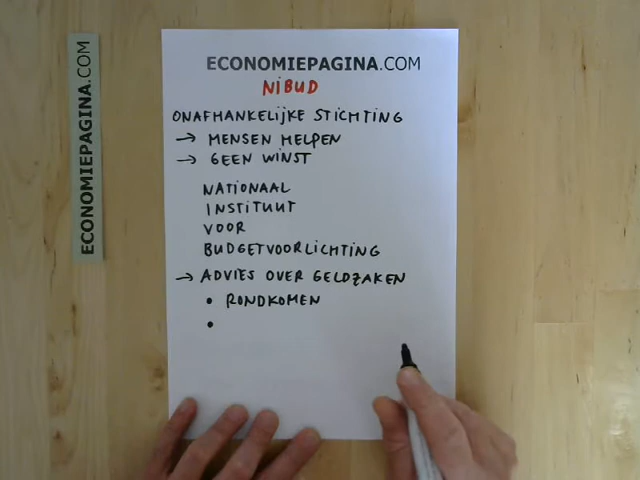 ECONOMIEPAGINA.COM
ECONOMIEPAGINA.COM
NIBUD
ONAFHANKELIJKE STICHTING
→ MENSEN HELPEN
→ GEEN WINST
NATIONAAL
INSTITUUT
VOOR
BUDGETVOORLICHTING
→ ADVIES OVER GELDZAKEN
• RONDKOMEN
•